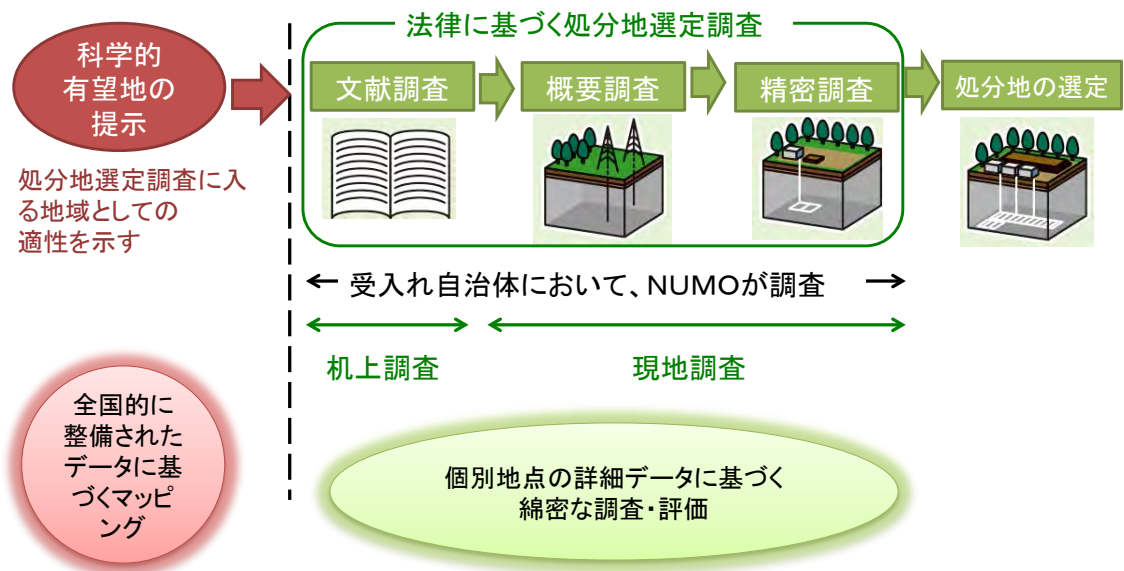 法律に基づく処分地選定調査
科学的
有望地の
提示
文献調査
概要調査
精密調査
処分地の選定
処分地選定調査に入
る地域としての
適性を示す
受入れ自治体において、NUMOが調査
机上調査
現地調査
全国的に
整備された
データに基
づくマッピ
ング
個別地点の詳細データに基づく
綿密な調査・評価